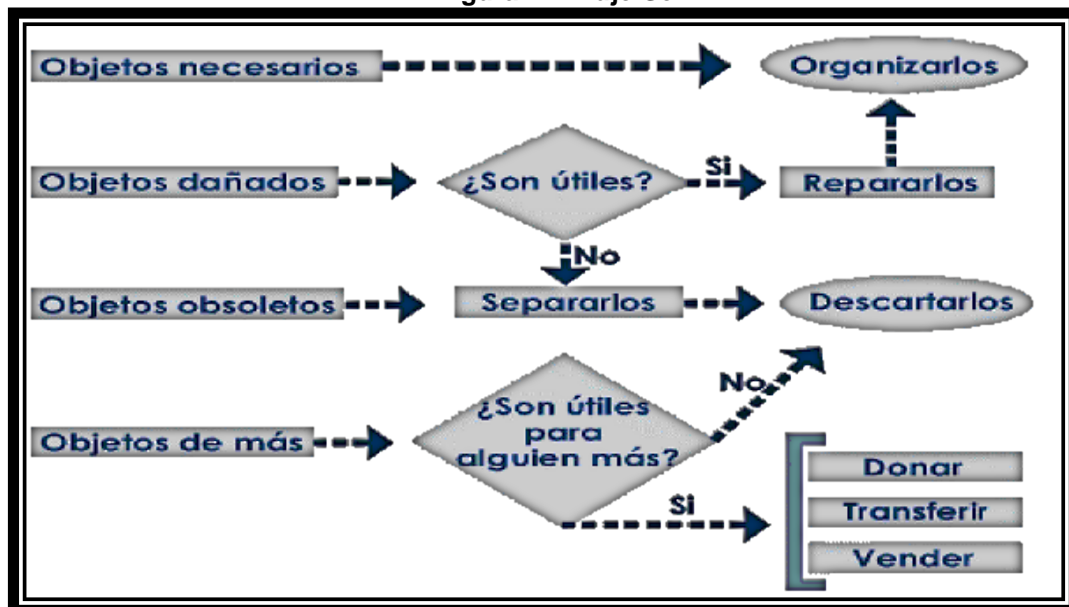 Objetos necesarios
Organizarlos
Objetos dañados
¿Son útiles?
Si
Repararlos
No
Objetos obsoletos
Separarlos
Descartarlos
Objetos de más
¿Son útiles
para
alguien más?
No
Si
Donar
Transferir
Vender